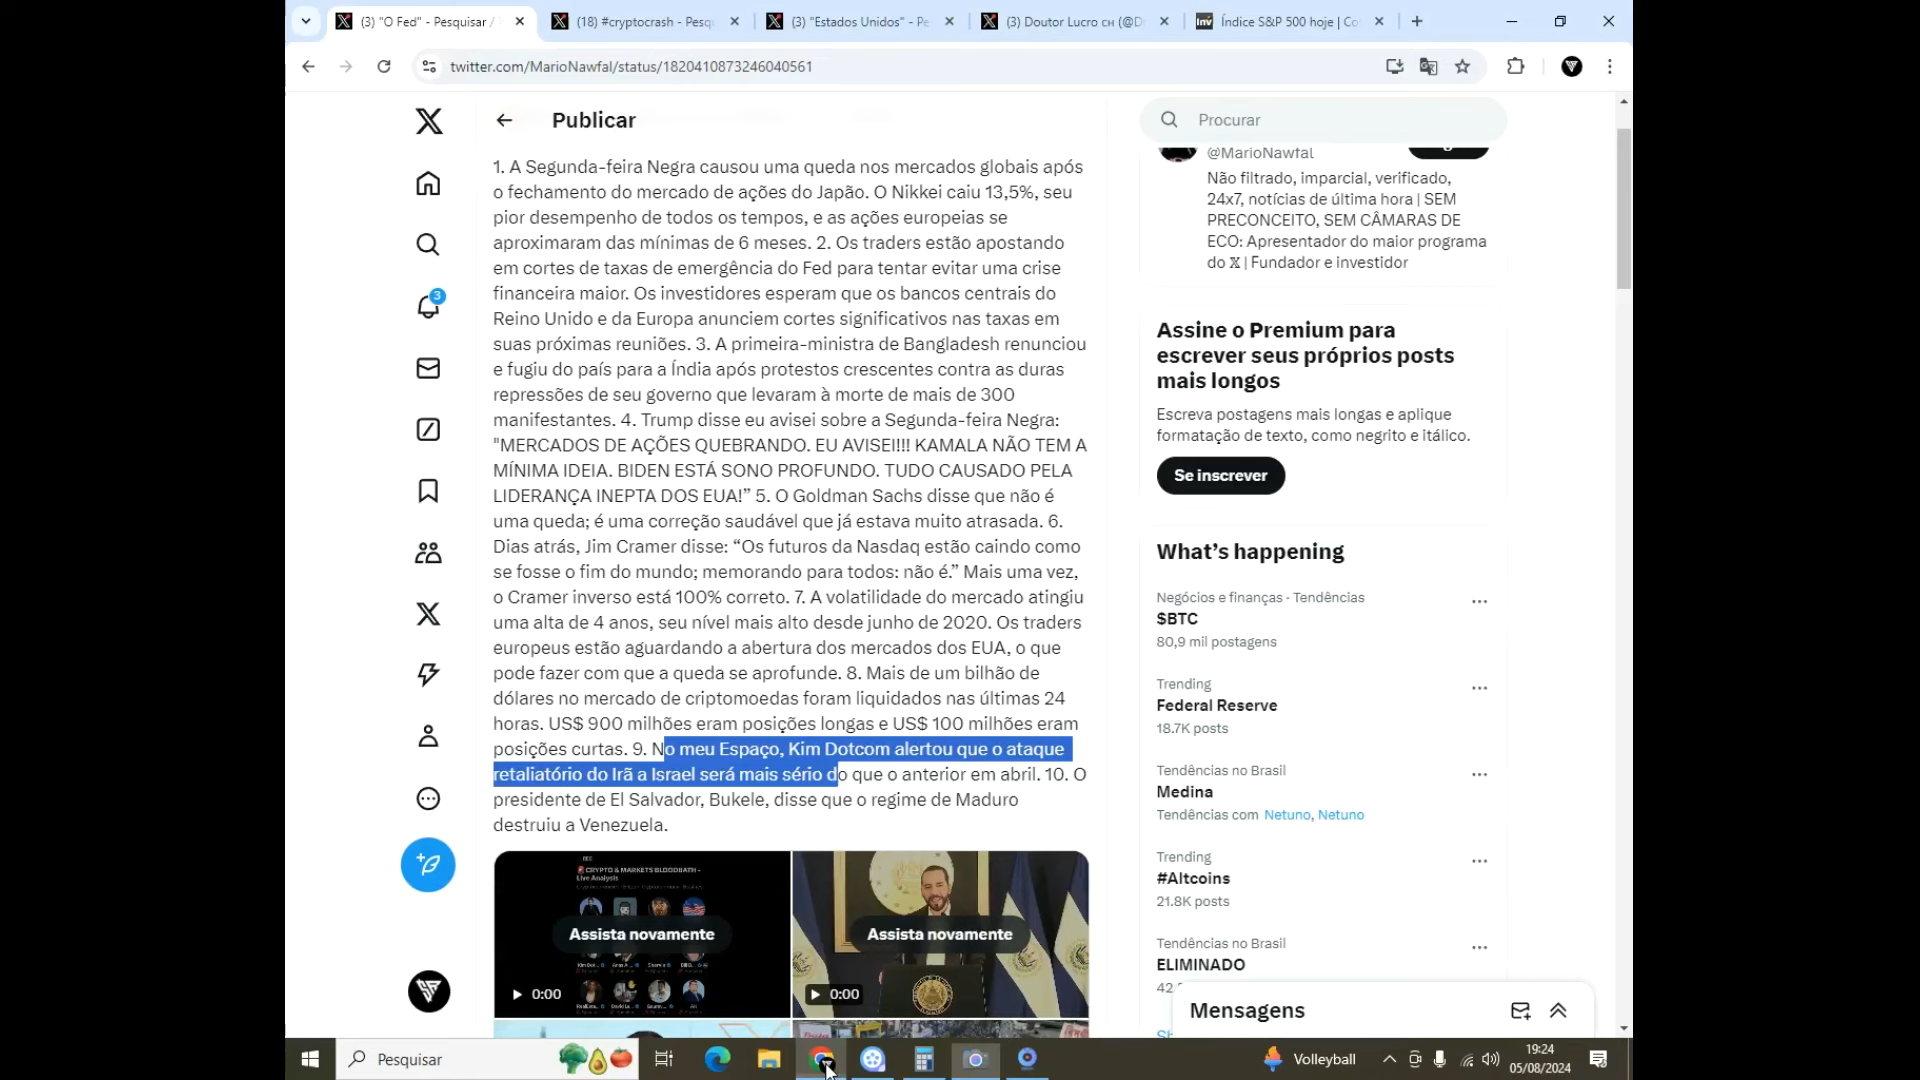 (3) "O Fed" - Pesquisar /
(18) #cryptocrash - Pesq
(3) "Estados Unidos" - Pe
(3) Doutor Lucro ᴄʜ (@D
Índice S&P 500 hoje | Co
twitter.com/MarioNawfal/status/1820410873246040561
Publicar
Procurar
1. A Segunda-feira Negra causou uma queda nos mercados globais após
o fechamento do mercado de ações do Japão. O Nikkei caiu 13,5%, seu
pior desempenho de todos os tempos, e as ações europeias se
aproximaram das mínimas de 6 meses. 2. Os traders estão apostando
em cortes de taxas de emergência do Fed para tentar evitar uma crise
financeira maior. Os investidores esperam que os bancos centrais do
Reino Unido e da Europa anunciem cortes significativos nas taxas em
suas próximas reuniões. 3. A primeira-ministra de Bangladesh renunciou
e fugiu do país para a Índia após protestos crescentes contra as duras
repressões de seu governo que levaram à morte de mais de 300
manifestantes. 4. Trump disse eu avisei sobre a Segunda-feira Negra:
"MERCADOS DE AÇÕES QUEBRANDO. EU AVISEI!!! KAMALA NÃO TEM A
MÍNIMA IDEIA. BIDEN ESTÁ SONO PROFUNDO. TUDO CAUSADO PELA
LIDERANÇA INEPTA DOS EUA!” 5. O Goldman Sachs disse que não é
uma queda; é uma correção saudável que já estava muito atrasada. 6.
Dias atrás, Jim Cramer disse: “Os futuros da Nasdaq estão caindo como
se fosse o fim do mundo; memorando para todos: não é.” Mais uma vez,
o Cramer inverso está 100% correto. 7. A volatilidade do mercado atingiu
uma alta de 4 anos, seu nível mais alto desde junho de 2020. Os traders
europeus estão aguardando a abertura dos mercados dos EUA, o que
pode fazer com que a queda se aprofunde. 8. Mais de um bilhão de
dólares no mercado de criptomoedas foram liquidados nas últimas 24
horas. US$ 900 milhões eram posições longas e US$ 100 milhões eram
posições curtas. 9. No meu Espaço, Kim Dotcom alertou que o ataque
retaliatório do Irã a Israel será mais sério do que o anterior em abril. 10. O
presidente de El Salvador, Bukele, disse que o regime de Maduro
destruiu a Venezuela.
CRYPTO & MARKETS BLOODBATH -
Live Analysis
Assista novamente
0:00
Assista novamente
0:00
@MarioNawfal
Não filtrado, imparcial, verificado,
24x7, notícias de última hora | SEM
PRECONCEITO, SEM CÂMARAS DE
ECO: Apresentador do maior programa
do 𝕏 | Fundador e investidor
Assine o Premium para
escrever seus próprios posts
mais longos
Escreva postagens mais longas e aplique
formatação de texto, como negrito e itálico.
Se inscrever
What’s happening
Negócios e finanças · Tendências
$BTC
80,9 mil postagens
Trending
Federal Reserve
18.7K posts
Tendências no Brasil
Medina
Tendências com Netuno, Netuno
Trending
#Altcoins
21.8K posts
Tendências no Brasil
ELIMINADO
42
Sh
Mensagens
3
Pesquisar
Volleyball
19:24
05/08/2024